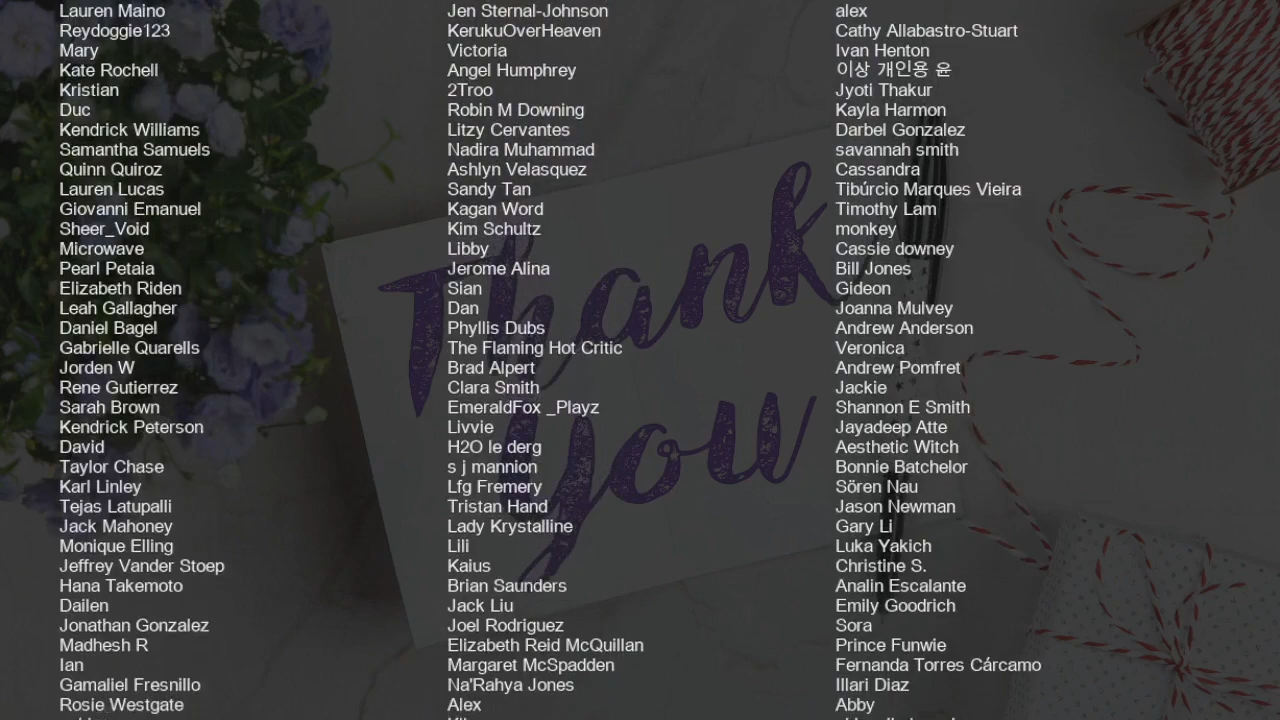 Lauren Maino
Reydoggie123
Mary
Kate Rochell
Kristian
Duc
Kendrick Williams
Samantha Samuels
Quinn Quiroz
Lauren Lucas
Giovanni Emanuel
Sheer_Void
Microwave
Pearl Petaia
Elizabeth Riden
Leah Gallagher
Daniel Bagel
Gabrielle Quarells
Jorden W
Rene Gutierrez
Sarah Brown
Kendrick Peterson
David
Taylor Chase
Karl Linley
Tejas Latupalli
Jack Mahoney
Monique Elling
Jeffrey Vander Stoep
Hana Takemoto
Dailen
Jonathan Gonzalez
Madhesh R
Ian
Gamaliel Fresnillo
Rosie Westgate
Jen Sternal-Johnson
KerukuOverHeaven
Victoria
Angel Humphrey
2Troo
Robin M Downing
Litzy Cervantes
Nadira Muhammad
Ashlyn Velasquez
Sandy Tan
Kagan Word
Kim Schultz
Libby
Jerome Alina
Sian
Dan
Phyllis Dubs
The Flaming Hot Critic
Brad Alpert
Clara Smith
EmeraldFox _Playz
Livvie
H2O le derg
s j mannion
Lfg Fremery
Tristan Hand
Lady Krystalline
Lili
Kaius
Brian Saunders
Jack Liu
Joel Rodriguez
Elizabeth Reid McQuillan
Margaret McSpadden
Na'Rahya Jones
Alex
alex
Cathy Allabastro-Stuart
Ivan Henton
이상 개인용 윤
Jyoti Thakur
Kayla Harmon
Darbel Gonzalez
savannah smith
Cassandra
Tibúrcio Marques Vieira
Timothy Lam
monkey
Cassie downey
Bill Jones
Gideon
Joanna Mulvey
Andrew Anderson
Veronica
Andrew Pomfret
Jackie
Shannon E Smith
Jayadeep Atte
Aesthetic Witch
Bonnie Batchelor
Sören Nau
Jason Newman
Gary Li
Luka Yakich
Christine S.
Analin Escalante
Emily Goodrich
Sora
Prince Funwie
Fernanda Torres Cárcamo
Illari Diaz
Abby
Thank
you